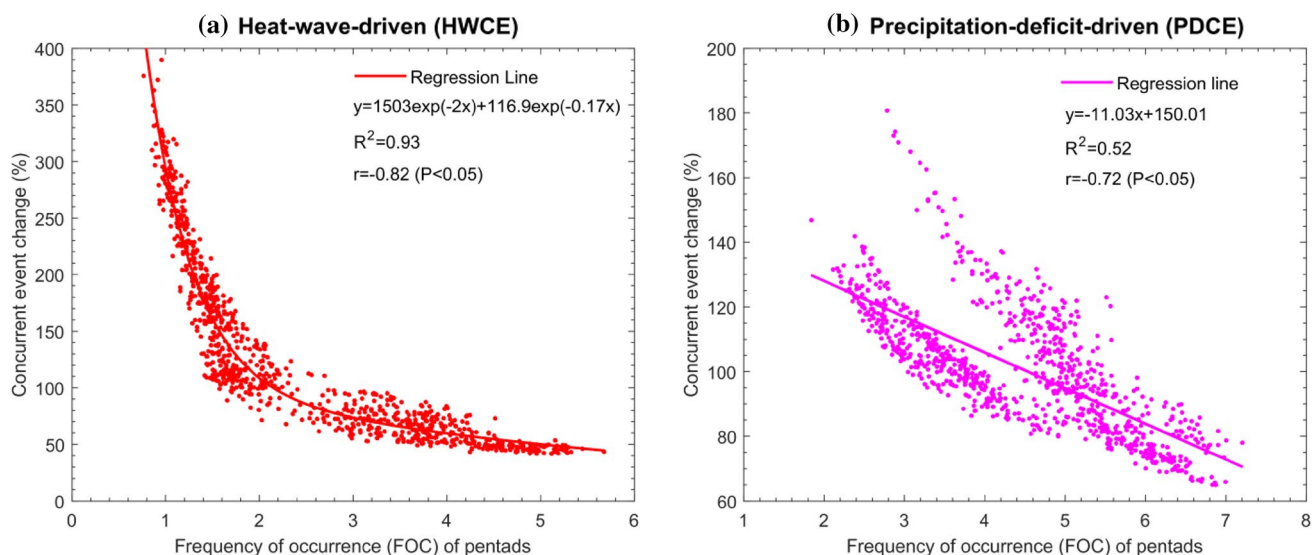 (a) Heat-wave-driven (HWCE)
400
350
300
250
200
150
100
50
0
Concurrent event change (%)
Regression Line
y=1503exp(-2x)+116.9exp(-0.17x)
R²=0.93
r=-0.82 (P<0.05)
0 1 2 3 4 5 6
Frequency of occurrence (FOC) of pentads
(b) Precipitation-deficit-driven (PDCE)
200
180
160
140
120
100
80
60
Concurrent event change (%)
Regression line
y=-11.03x+150.01
R²=0.52
r=-0.72 (P<0.05)
1 2 3 4 5 6 7 8
Frequency of occurrence (FOC) of pentads